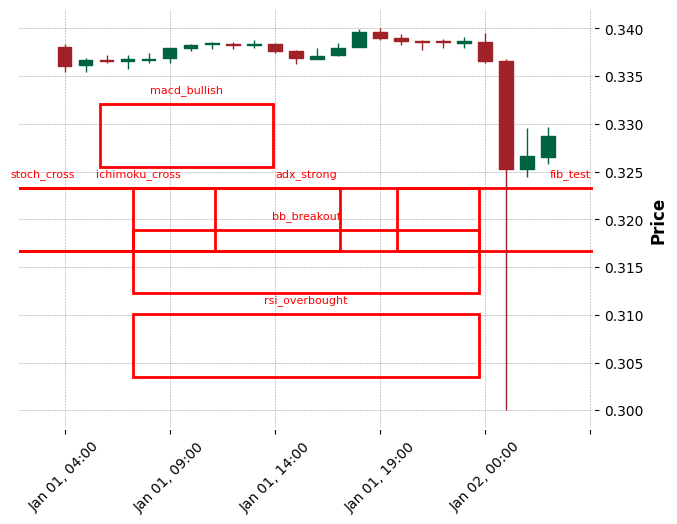 0.340
0.335
macd_bullish
0.330
stoch_cross ichimoku_cross adx_strong fib_test
0.325
bb_breakout
0.320
Price
0.315
rsi_overbought
0.310
0.305
0.300
Jan 01, 04:00 Jan 01, 09:00 Jan 01, 14:00 Jan 01, 19:00 Jan 02, 00:00